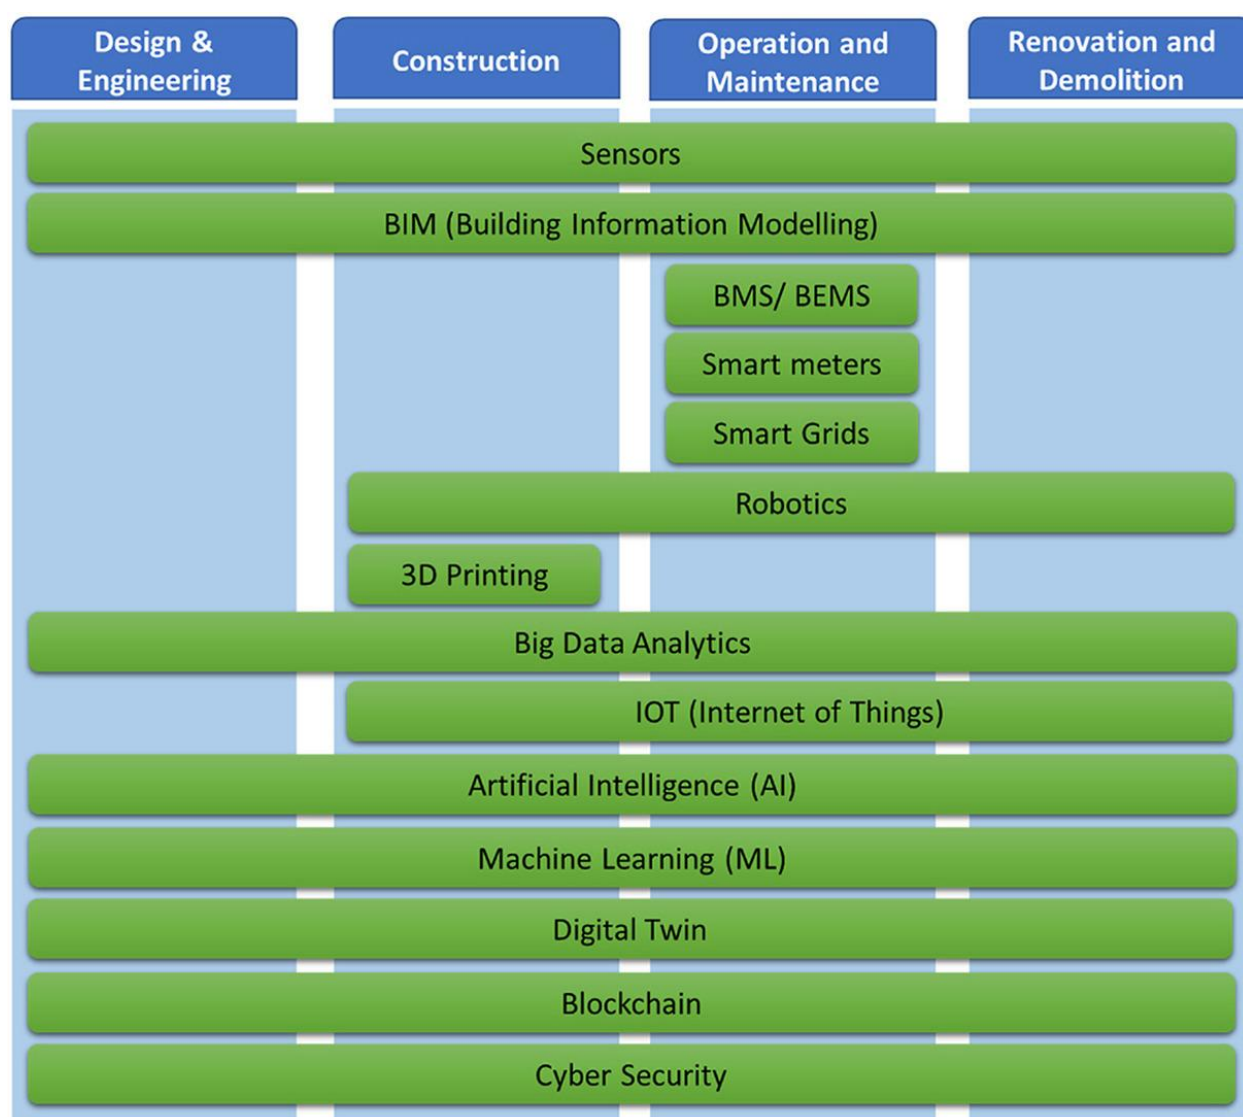 Design &
Engineering
Construction
Operation and
Maintenance
Renovation and
Demolition
Sensors
BIM (Building Information Modelling)
BMS/ BEMS
Smart meters
Smart Grids
Robotics
3D Printing
Big Data Analytics
IOT (Internet of Things)
Artificial Intelligence (AI)
Machine Learning (ML)
Digital Twin
Blockchain
Cyber Security